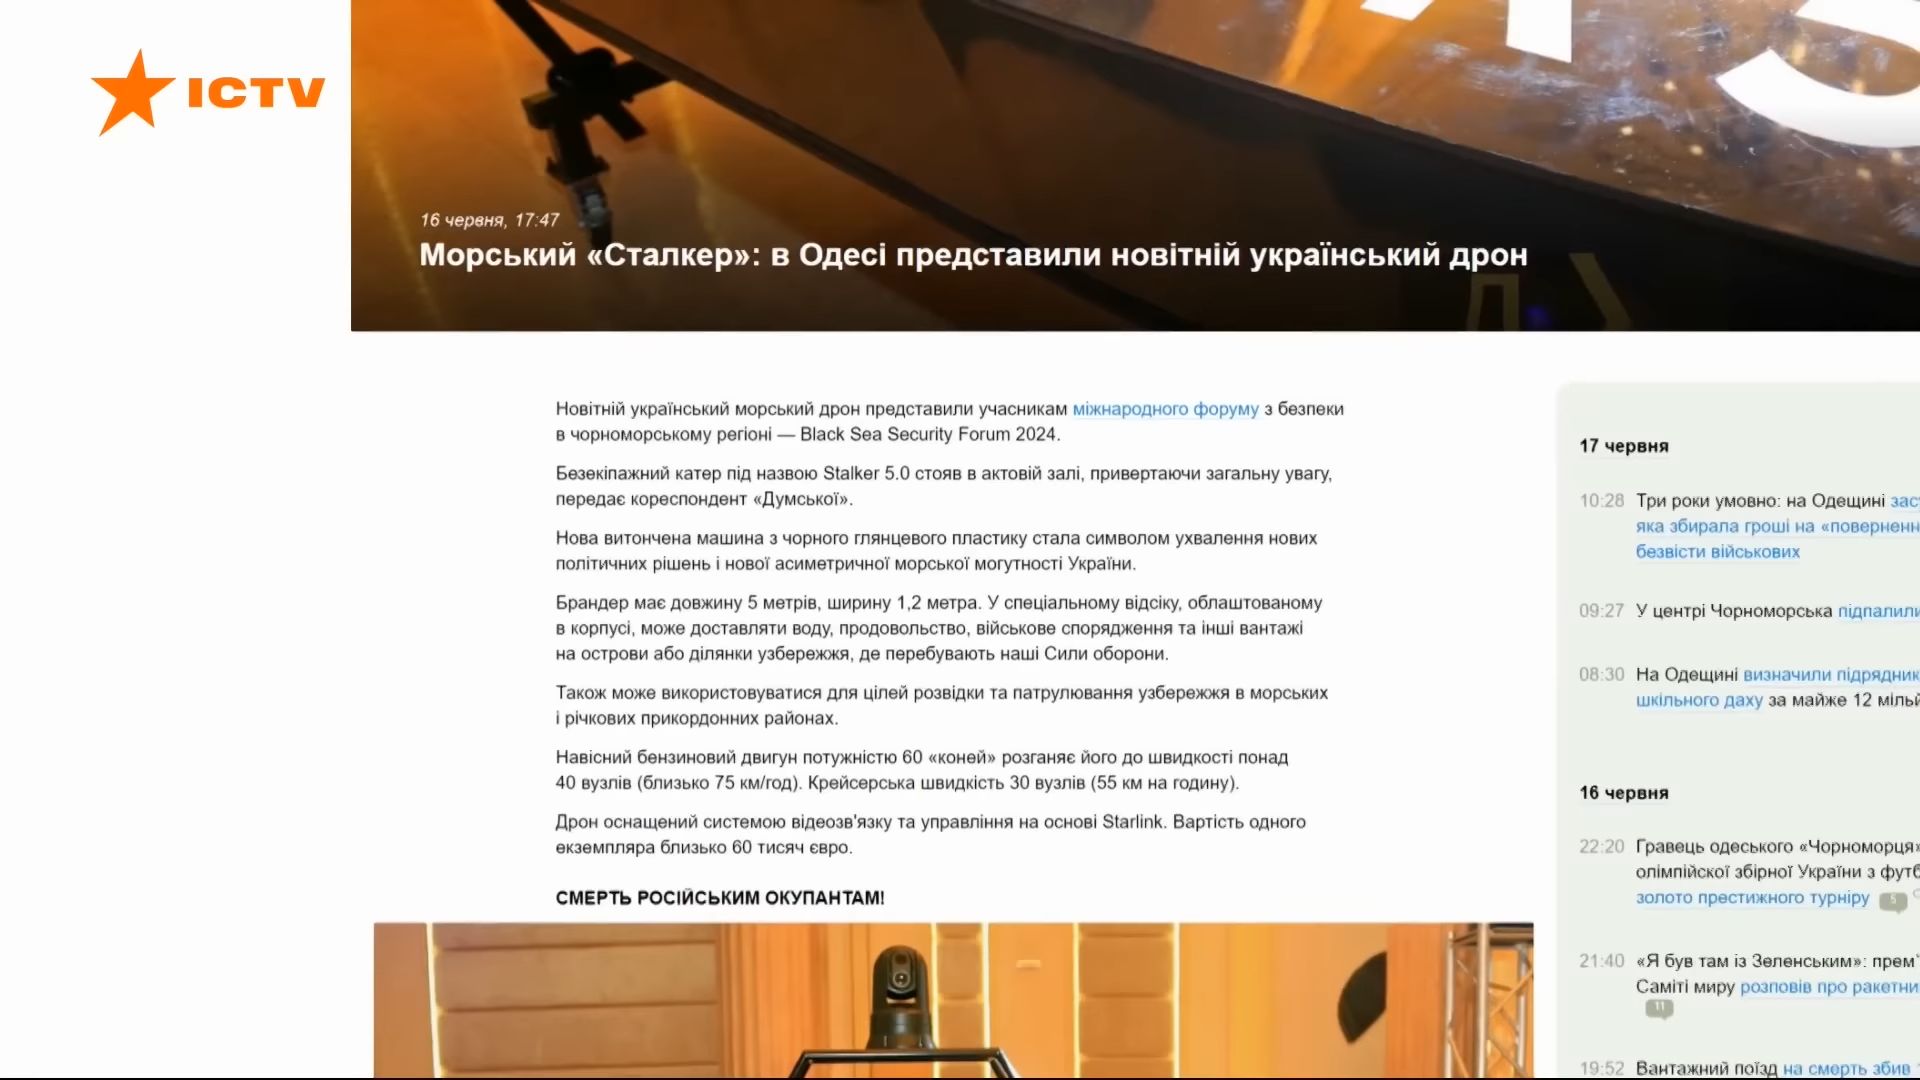 ICTV
16 червня, 17:47
Морський «Сталкер»: в Одесі представили новітній український дрон
Новітній український морський дрон представили учасникам міжнародного форуму з безпеки
в чорноморському регіоні — Black Sea Security Forum 2024.
Безекіпажний катер під назвою Stalker 5.0 стояв в актовій залі, привертаючи загальну увагу,
передає кореспондент «Думської».
Нова витончена машина з чорного глянцевого пластику стала символом ухвалення нових
політичних рішень і нової асиметричної морської могутності України.
Брандер має довжину 5 метрів, ширину 1,2 метра. У спеціальному відсіку, облаштованому
в корпусі, може доставляти воду, продовольство, військове спорядження та інші вантажі
на острови або ділянки узбережжя, де перебувають наші Сили оборони.
Також може використовуватися для цілей розвідки та патрулювання узбережжя в морських
і річкових прикордонних районах.
Навісний бензиновий двигун потужністю 60 «коней» розганяє його до швидкості понад
40 вузлів (близько 75 км/год). Крейсерська швидкість 30 вузлів (55 км на годину).
Дрон оснащений системою відеозв'язку та управління на основі Starlink. Вартість одного
екземпляра близько 60 тисяч євро.
СМЕРТЬ РОСІЙСЬКИМ ОКУПАНТАМ!
17 червня
10:28 Три роки умовно: на Одещині
яка збирала гроші на
безвісти військових
09:27 У центрі Чорноморська підпалили
08:30 На Одещині визначили
шкільного даху за майже 12
16 червня
22:20 Гравець одеського «Чорноморця»
олімпійскої збірної України з
золото престижного турніру 5
21:40 «Я був там із Зеленським»:
Саміті миру розповів про
11
19:52 Вантажний поїзд на смерть збив